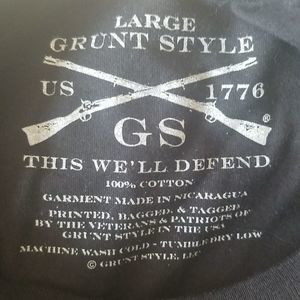 LARGE
GRUNT STYLE
US 1776
GS ®
THIS WE'LL DEFEND
100% COTTON
GARMENT MADE IN NICARAGUA
PRINTED, BAGGED, & TAGGED
BY THE VETERANS & PATRIOTS OF
GRUNT STYLE IN THE USA
MACHINE WASH COLD - TUMBLE DRY LOW
© GRUNT STYLE, LLC